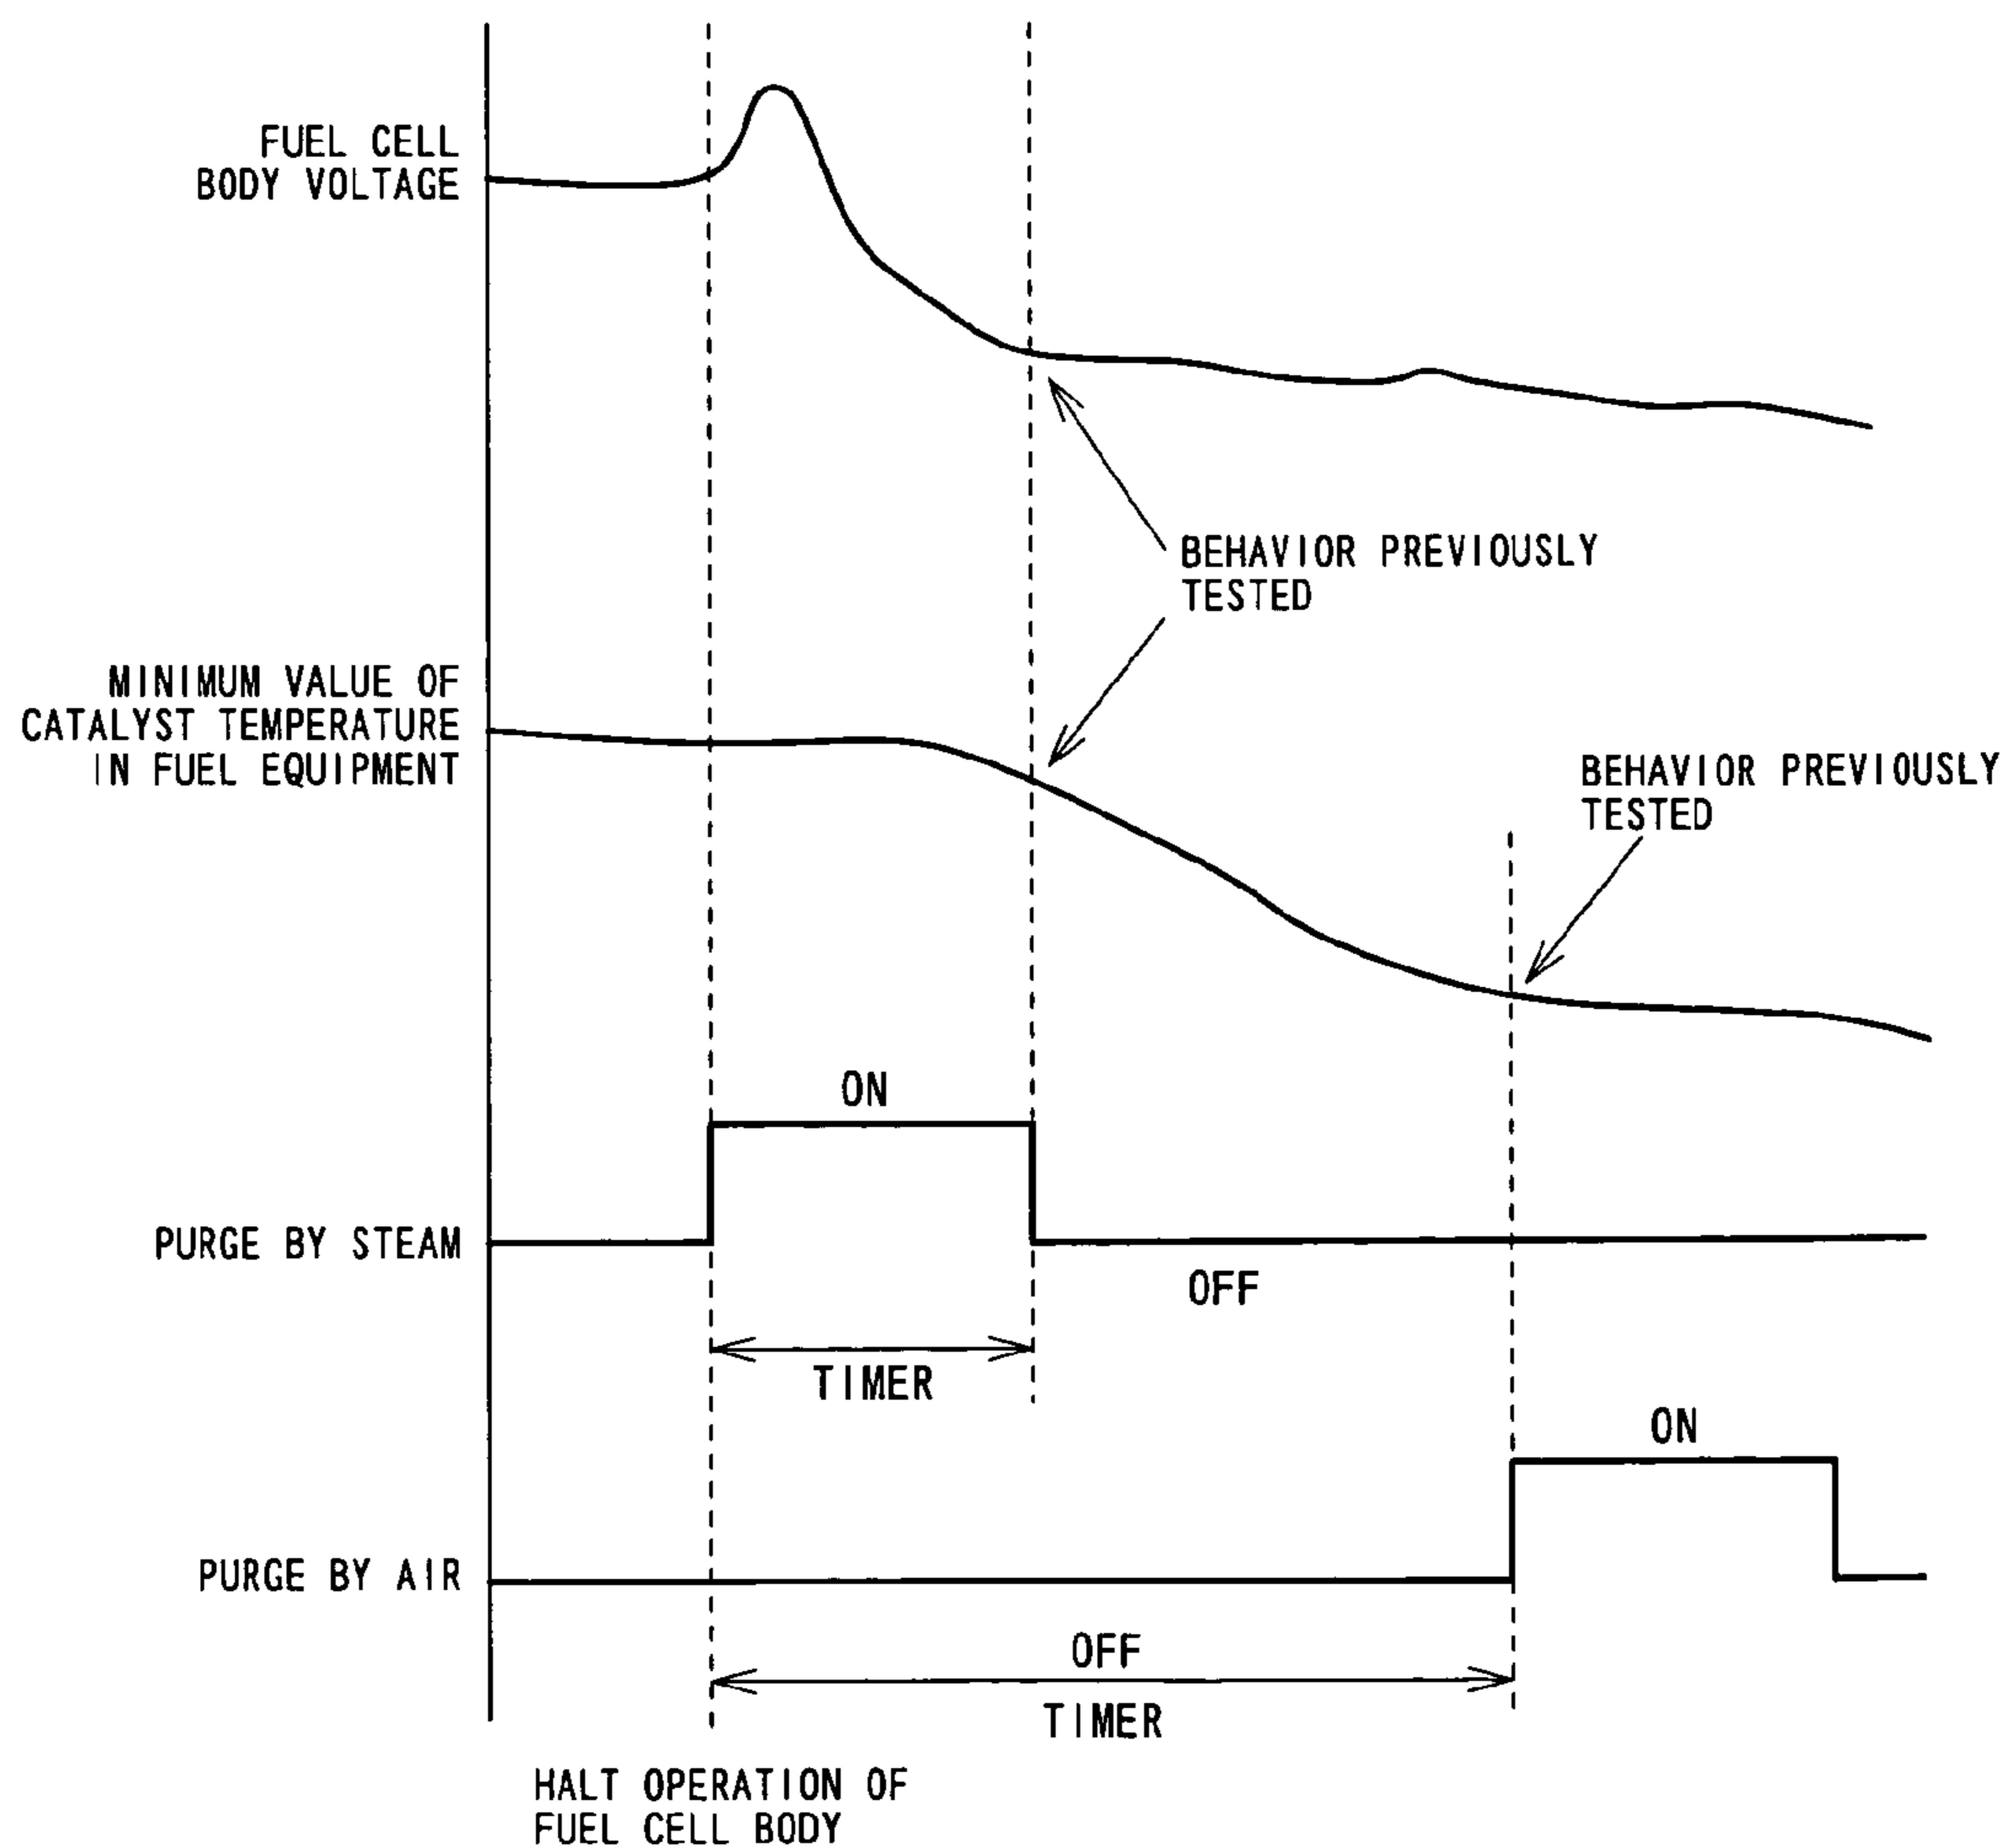 FUEL CELL
BODY VOLTAGE
BEHAVIOR PREVIOUSLY
TESTED
MINIMUM VALUE OF
CATALYST TEMPERATURE
IN FUEL EQUIPMENT
BEHAVIOR PREVIOUSLY
TESTED
ON
PURGE BY STEAM
OFF
TIMER
ON
PURGE BY AIR
OFF
TIMER
HALT OPERATION OF
FUEL CELL BODY